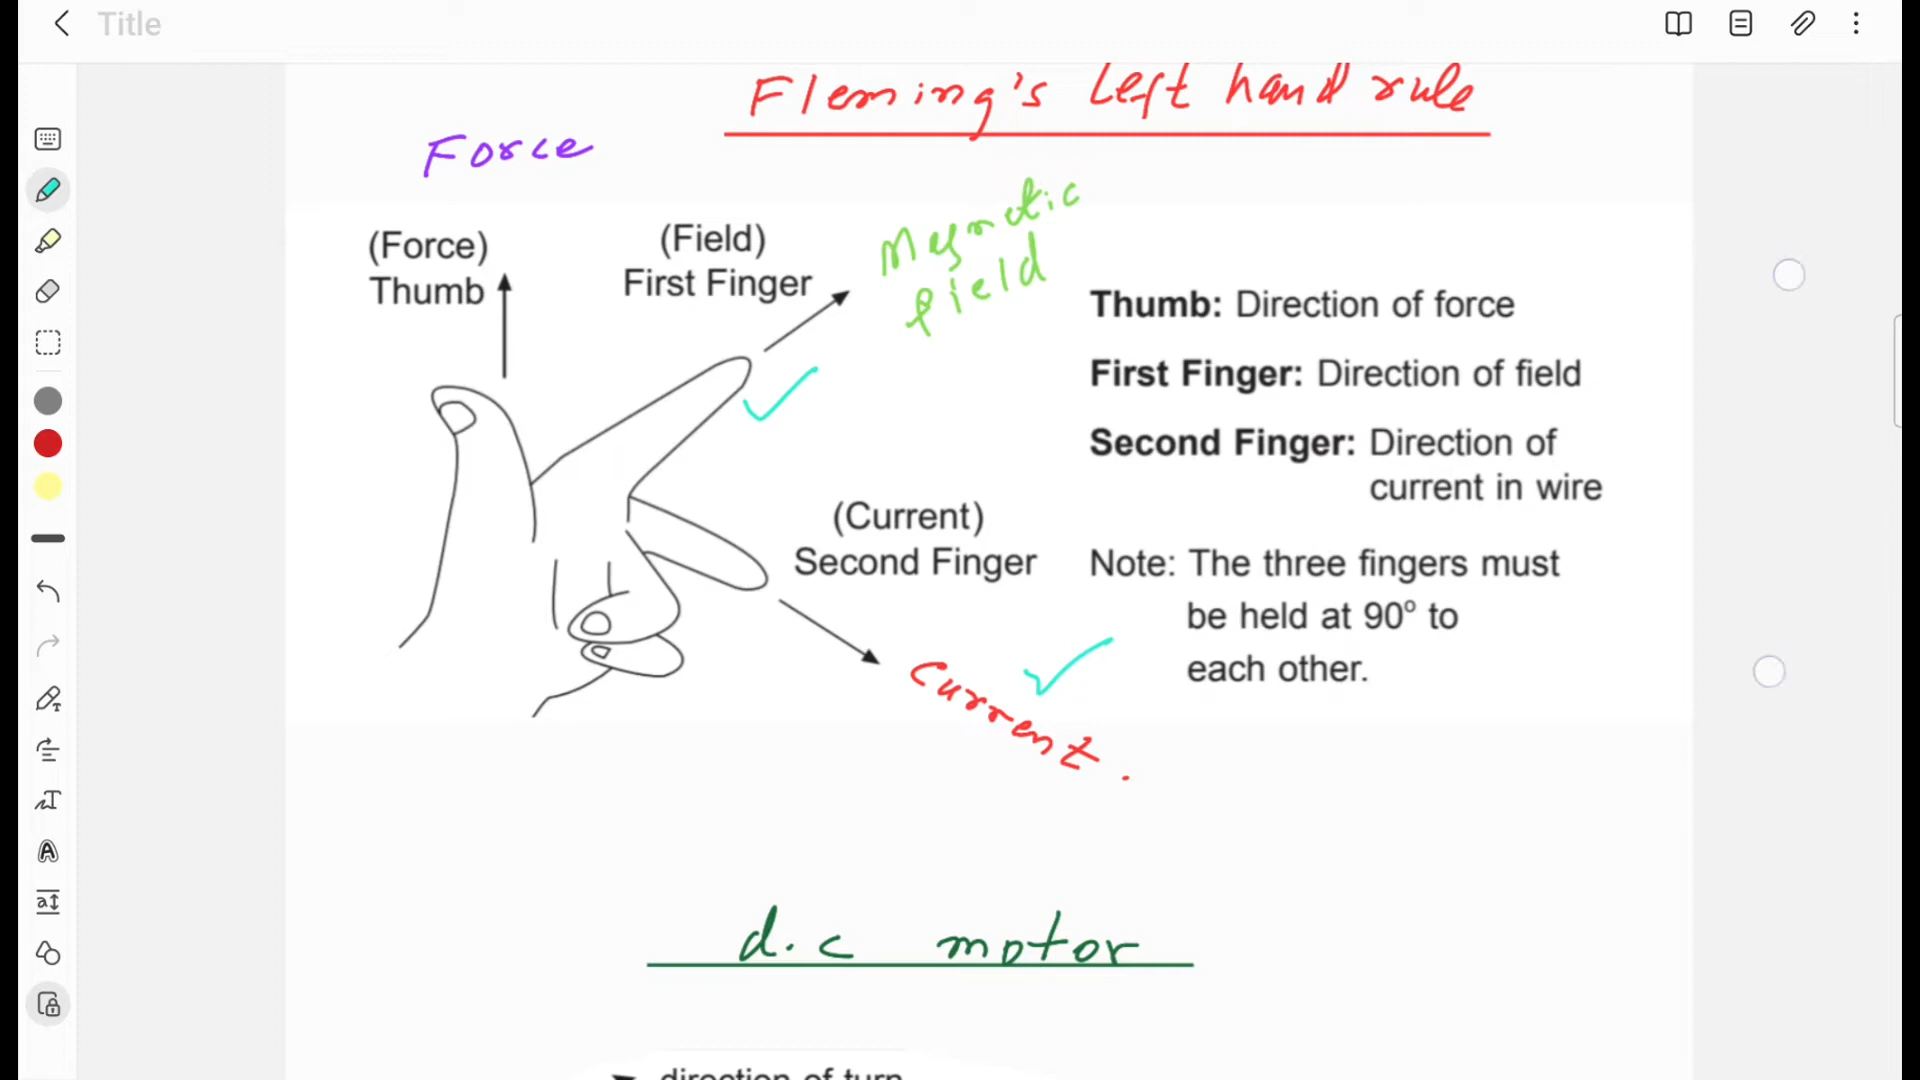 Title
Fleming's Left hand rule
Force
Magnetic
field
(Force)
Thumb
(Field)
First Finger
Thumb: Direction of force
First Finger: Direction of field
Second Finger: Direction of
current in wire
(Current)
Second Finger
Note: The three fingers must
be held at 90° to
each other.
Current.
d.c motor
direction of turn